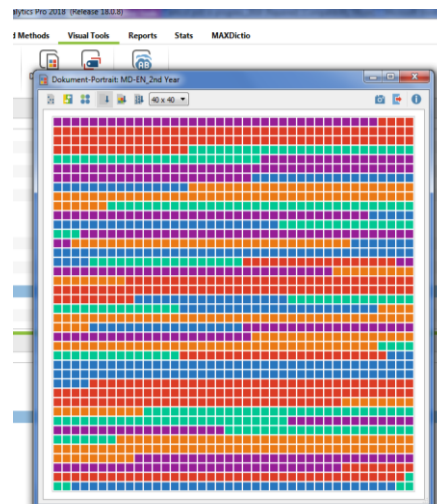 alytics Pro 2018 (Release 18.0.8)
d Methods Visual Tools Reports Stats MAXDictio
Dokument-Portrait: MD-EN_2nd Year
40 x 40